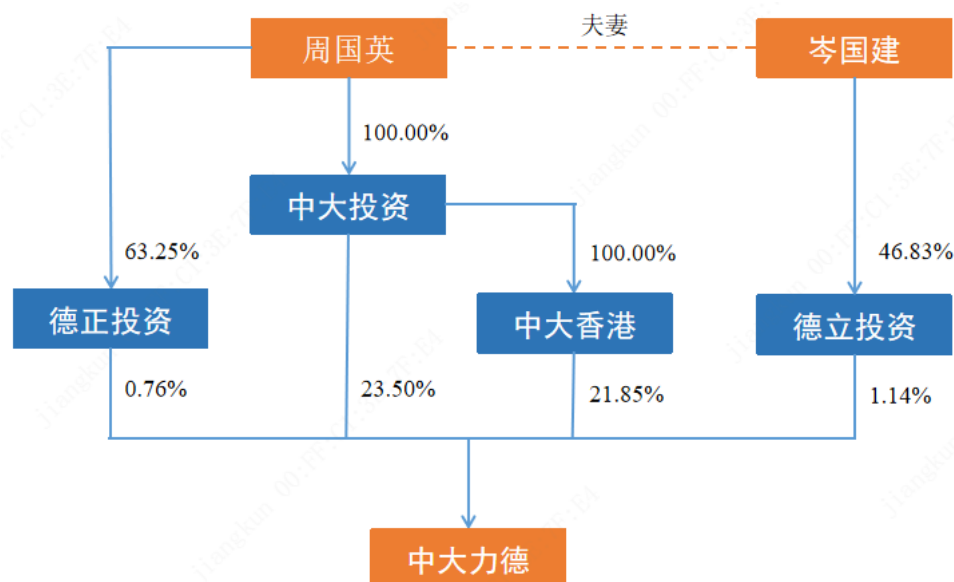 夫妻
周国英
岑国建
100.00%
中大投资
63.25%
100.00%
46.83%
德正投资
中大香港
德立投资
0.76%
23.50%
21.85%
1.14%
中大力德